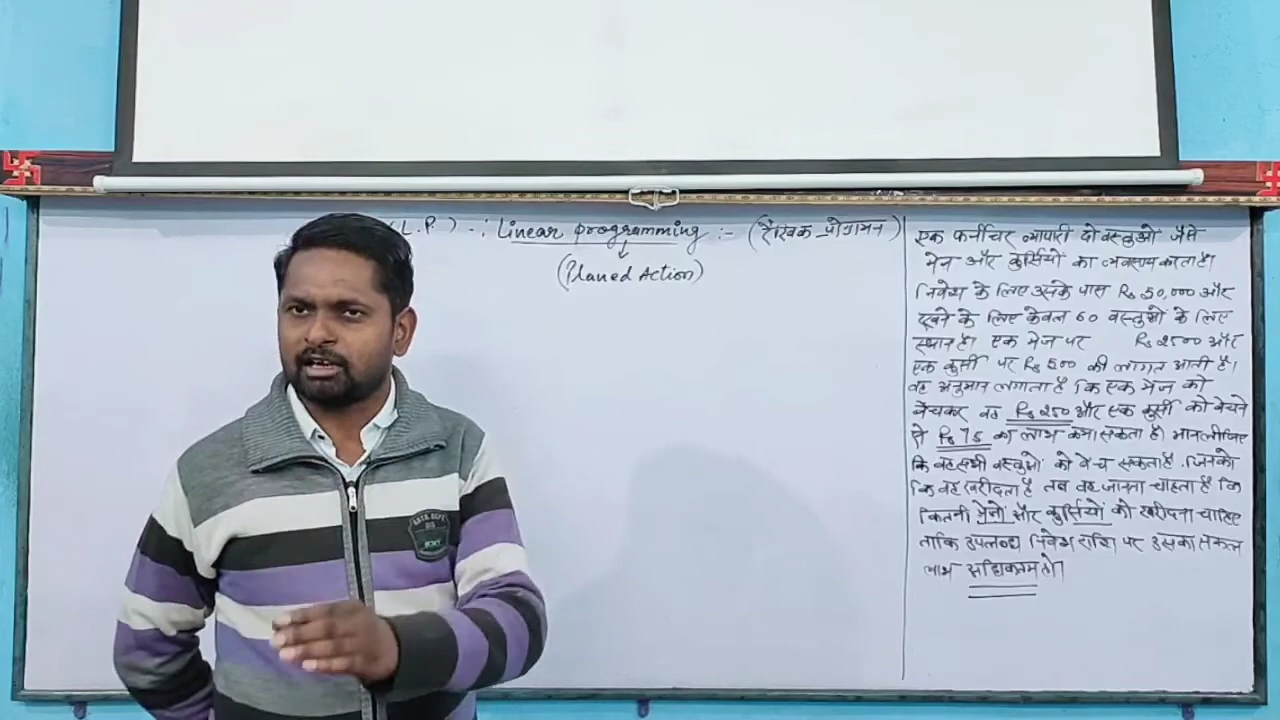 (L.P.) -: Linear programming :- (रैखिक प्रोग्रामन)
(Planed Action)
एक फर्नीचर व्यापारी दो वस्तुओं जैसे
मेज और कुर्सियों का व्यवसाय करता है।
निवेश के लिए उसके पास Rs 50,000 और
रखने के लिए केवल 60 वस्तुओं के लिए
स्थान है। एक मेज पर Rs 2500 और
एक कुर्सी पर Rs 500 की लागत आती है।
वह अनुमान लगाता है कि एक मेज को
बेचकर वह Rs 250 और एक कुर्सी को बेचने
से Rs 75 का लाभ कमा सकता है। मान लीजिए
कि वह सभी वस्तुओं को बेच सकता है जिनको
कि वह खरीदता है तब वह जानना चाहता है कि
कितनी मेजों और कुर्सियों को खरीदना चाहिए
ताकि उपलब्ध निवेश राशि पर उसका सकल
लाभ अधिकतम हो।